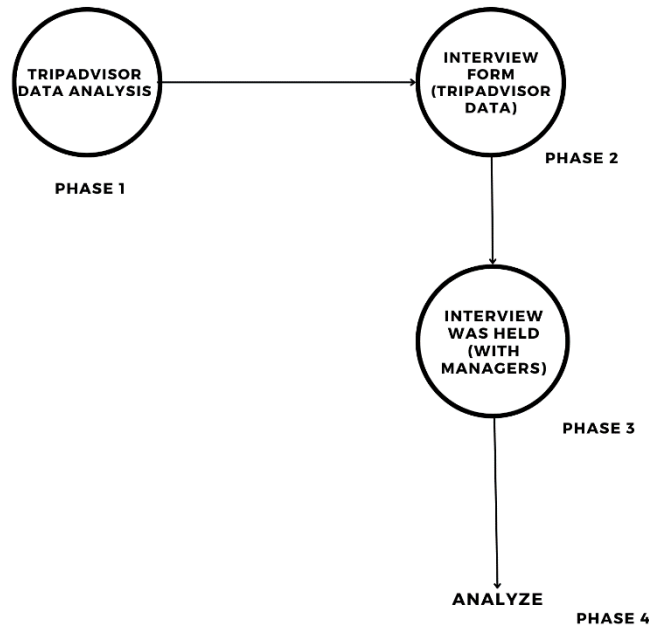 TRIPADVISOR
DATA ANALYSIS
PHASE 1
INTERVIEW
FORM
(TRIPADVISOR
DATA)
PHASE 2
INTERVIEW
WAS HELD
(WITH
MANAGERS)
PHASE 3
ANALYZE
PHASE 4